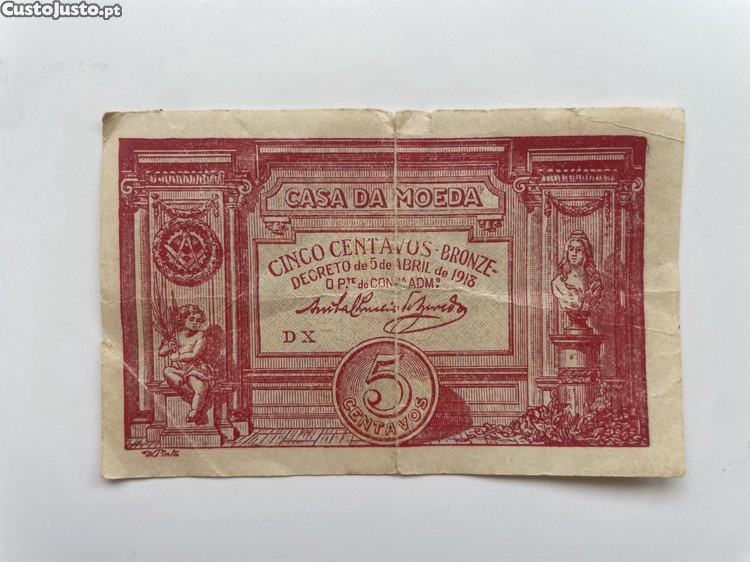 CustoJusto.pt
CASA DA MOEDA
CINCO CENTAVOS - BRONZE -
DECRETO de 5 de ABRIL de 1918
O P.TE do CON.º ADM.º
DX
5
CENTAVOS